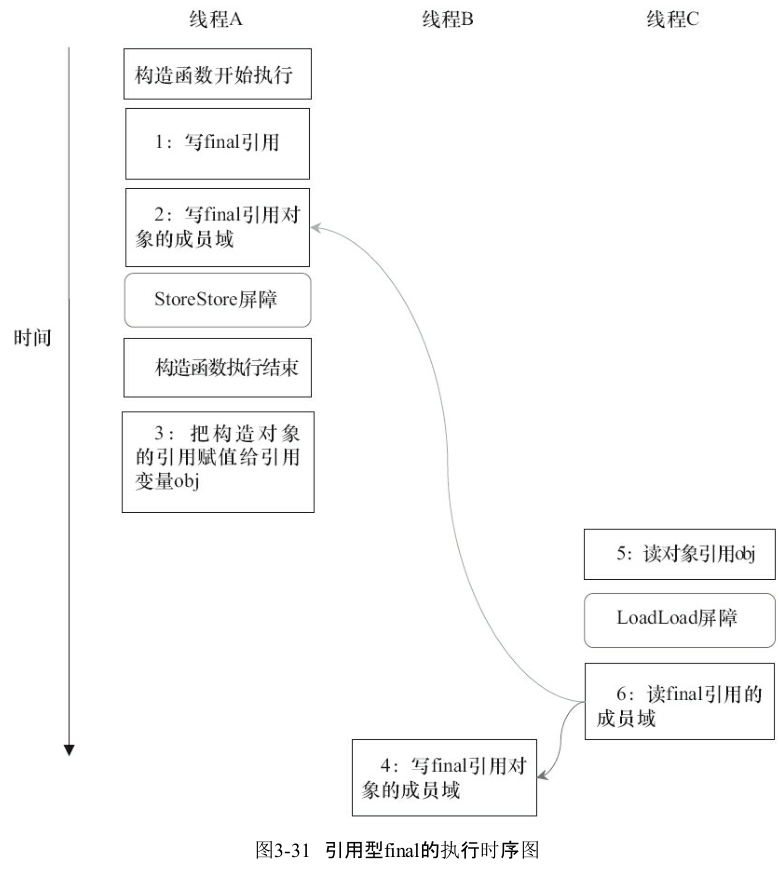 线程A 线程B 线程C
构造函数开始执行
1：写final引用
2：写final引用对
象的成员域
StoreStore屏障
时间
构造函数执行结束
3：把构造对象
的引用赋值给引用
变量obj
5：读对象引用obj
LoadLoad屏障
6：读final引用的
成员域
4：写final引用对
象的成员域
图3-31 引用型final的执行时序图